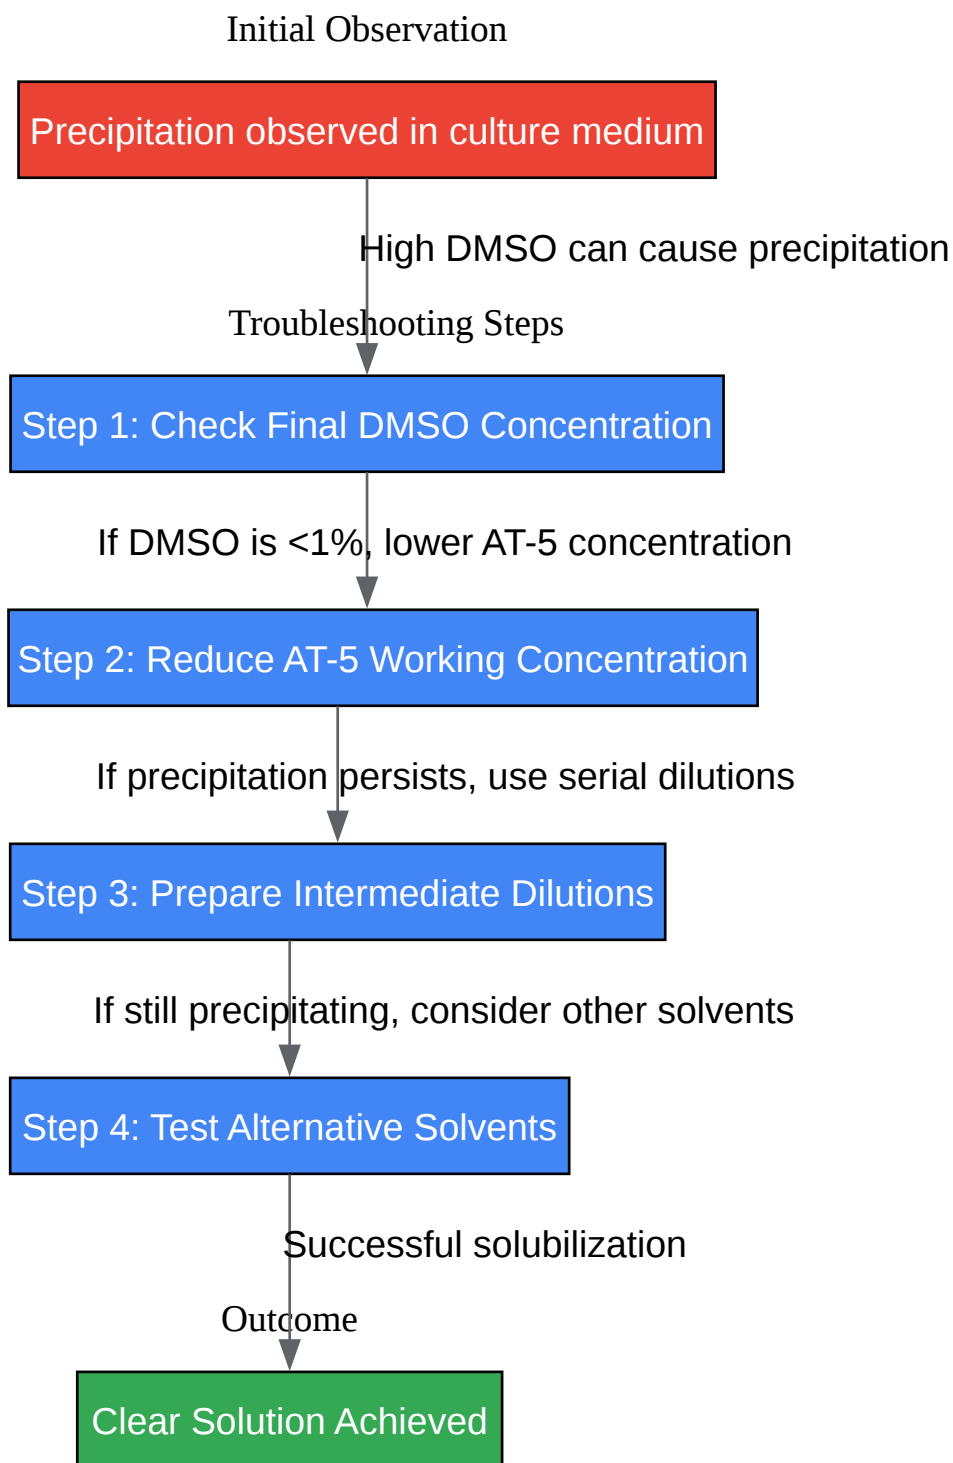 Initial Observation
Precipitation observed in culture medium
High DMSO can cause precipitation
Troubleshooting Steps
Step 1: Check Final DMSO Concentration
If DMSO is <1%, lower AT-5 concentration
Step 2: Reduce AT-5 Working Concentration
If precipitation persists, use serial dilutions
Step 3: Prepare Intermediate Dilutions
If still precipitating, consider other solvents
Step 4: Test Alternative Solvents
Successful solubilization
Outcome
Clear Solution Achieved